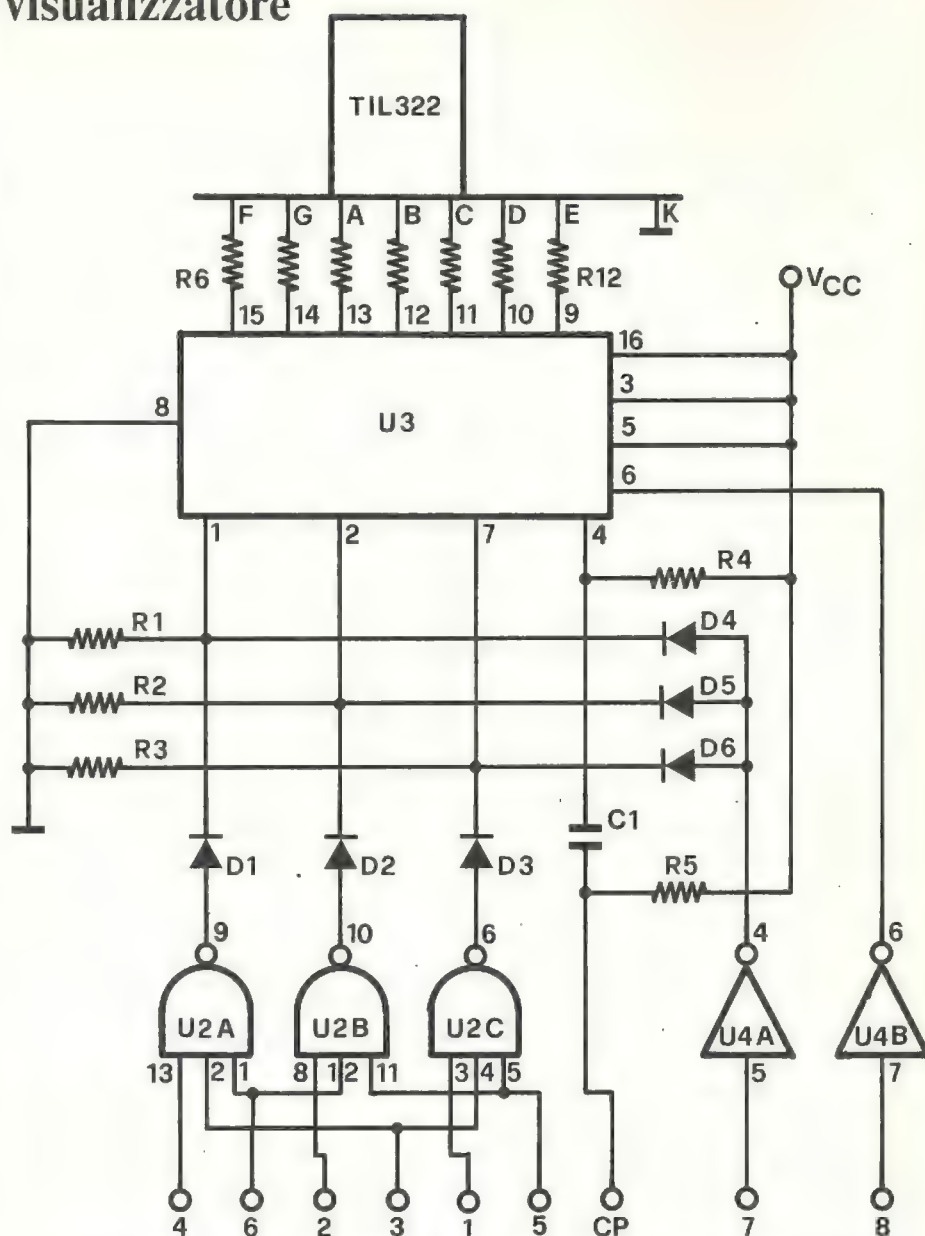 visualizzatore
TIL322
F G A B C D E K
R6 R12
15 14 13 12 11 10 9
VCC
16
3
8
U3
5
6
1 2 7 4
R4
R1 D4
R2 D5
R3 D6
C1
D1 D2 D3
R5
9 10 6 4 6
U2A U2B U2C U4A U4B
13 2 1 8 1 2 11 3 4 5 5 7
4 6 2 3 1 5 CP 7 8